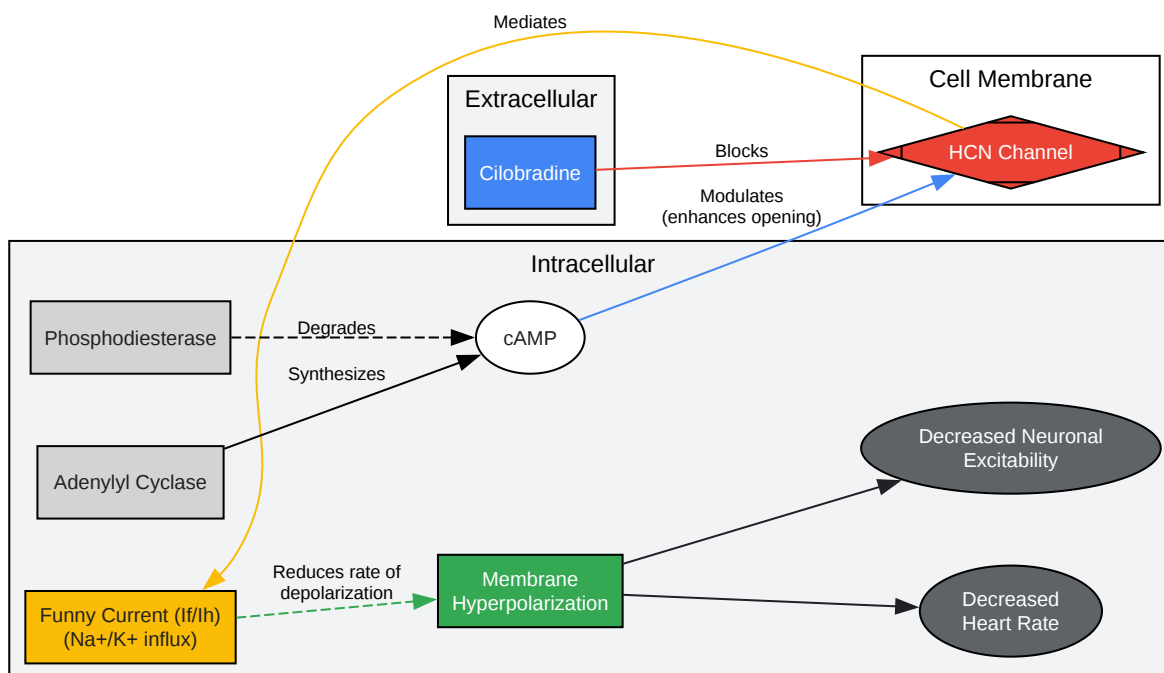 Mediates
Extracellular
Cell Membrane
Cilobradine
Blocks
HCN Channel
Modulates
(enhances opening)
Intracellular
Phosphodiesterase
Degrades
cAMP
Synthesizes
Adenylyl Cyclase
Decreased Neuronal
Excitability
Funny Current (If/Ih)
(Na+/K+ influx)
Reduces rate of
depolarization
Membrane
Hyperpolarization
Decreased
Heart Rate